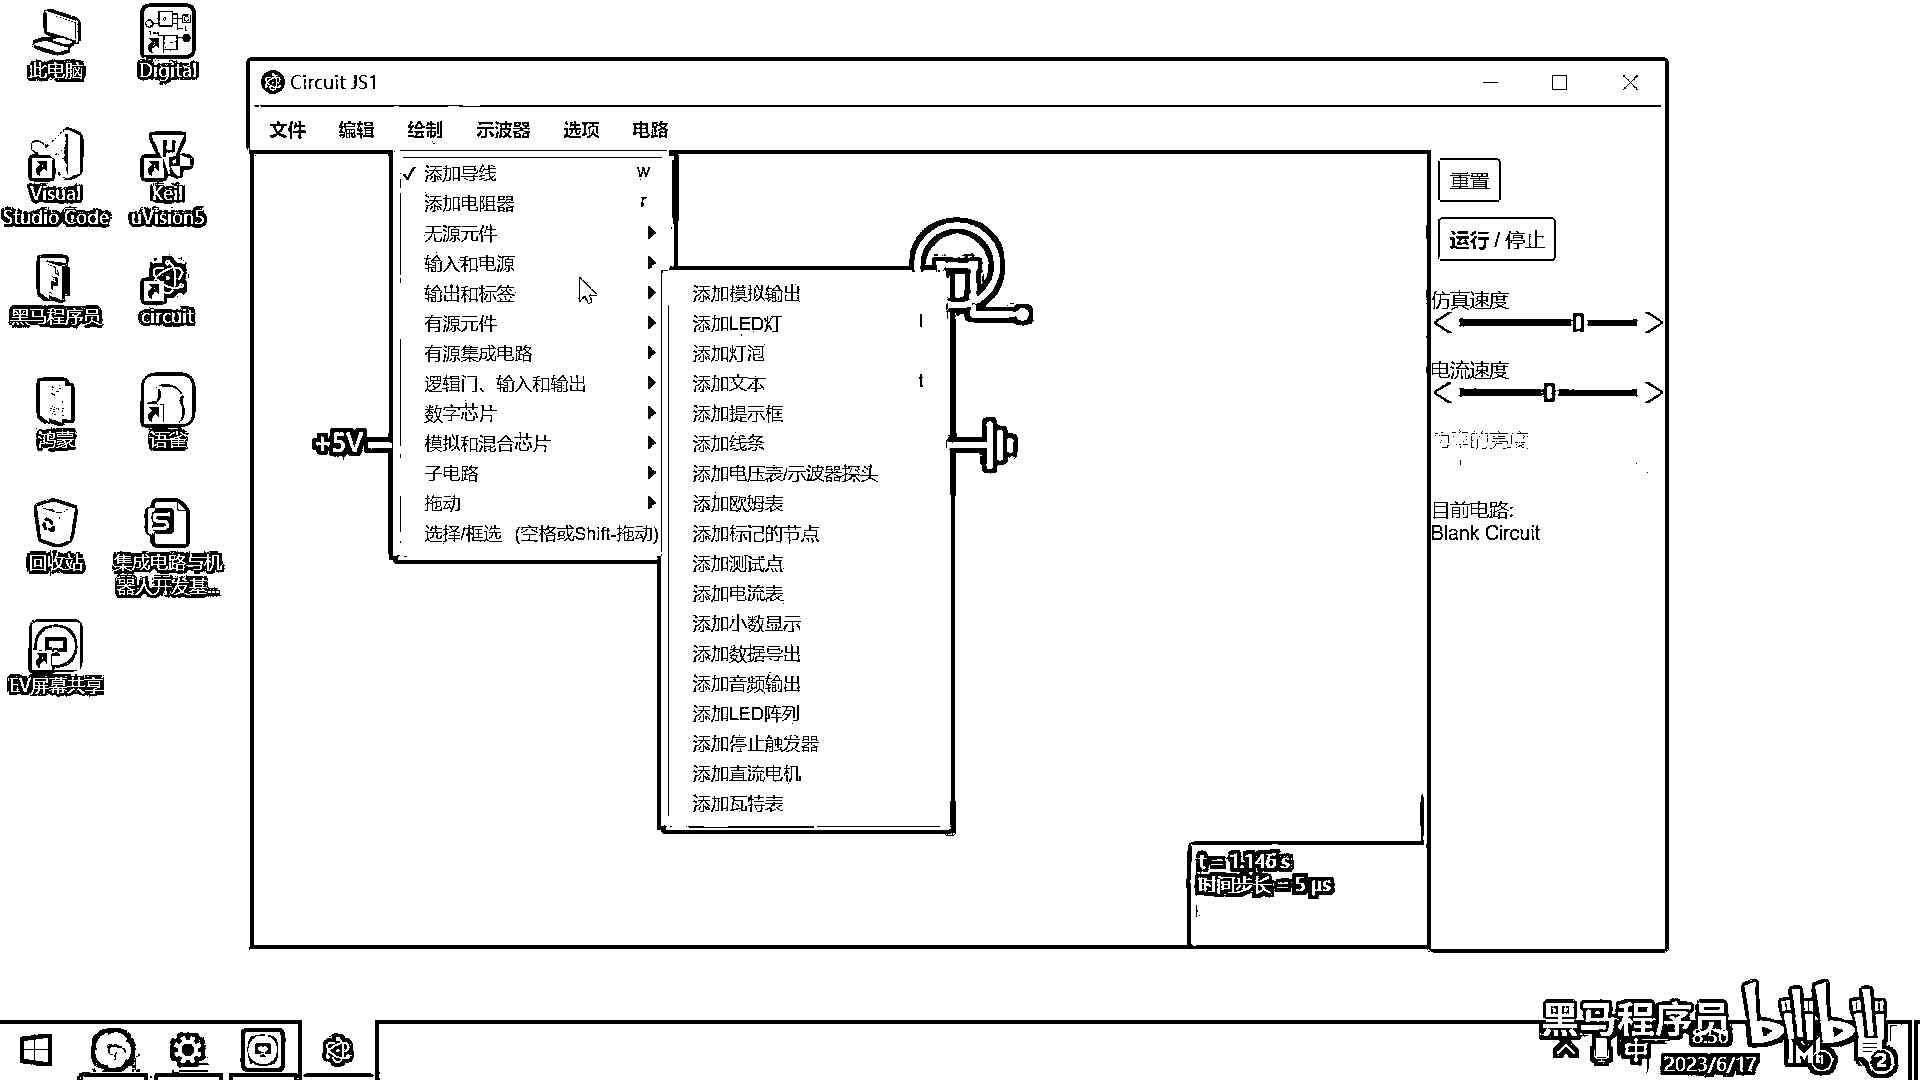 此电脑
Digital
Visual
Studio Code
Keil
uVision5
黑马程序员
circuit
鸿蒙
语雀
回收站
集成电路与机
器人开发基...
EV屏幕共享
Circuit JS1
文件 编辑 绘制 示波器 选项 电路
✓ 添加导线 w
添加电阻器 r
无源元件
输入和电源
输出和标签
有源元件
有源集成电路
逻辑门、输入和输出
数字芯片
模拟和混合芯片
子电路
拖动
选择/框选 (空格或Shift-拖动)
添加模拟输出
添加LED灯 l
添加灯泡
添加文本 t
添加提示框
添加线条
添加电压表/示波器探头
添加欧姆表
添加标记的节点
添加测试点
添加电流表
添加小数显示
添加数据导出
添加音频输出
添加LED阵列
添加停止触发器
添加直流电机
添加瓦特表
+5V
重置
运行 / 停止
仿真速度
电流速度
功率的亮度
目前电路:
Blank Circuit
t = 1.146 s
时间步长 = 5 µs
黑马程序员 bilibili
8:50
中
2023/6/17
2